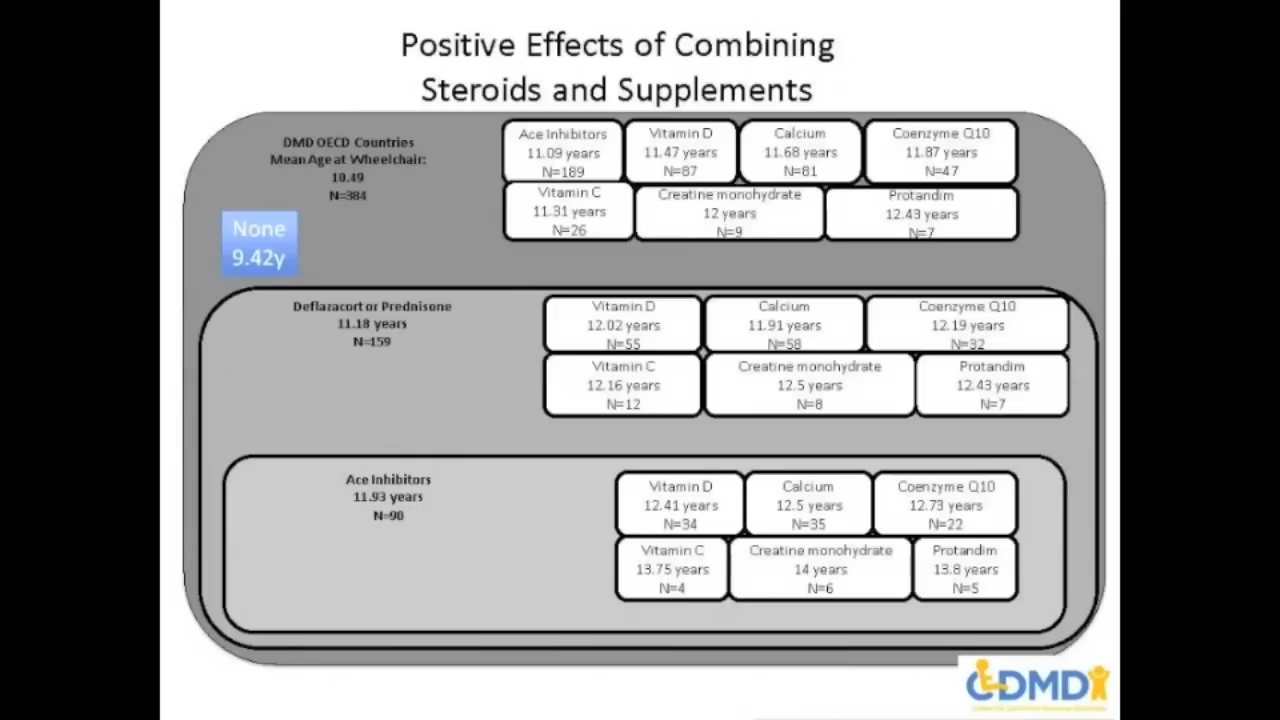 Positive Effects of Combining
Steroids and Supplements
DMD OECD Countries
Mean Age at Wheelchair:
10.49
N=384
None
9.42y
Ace Inhibitors
11.09 years
N=189
Vitamin D
11.47 years
N=87
Calcium
11.68 years
N=81
Coenzyme Q10
11.87 years
N=47
Vitamin C
11.31 years
N=26
Creatine monohydrate
12 years
N=9
Protandim
12.43 years
N=7
Deflazacort or Prednisone
11.18 years
N=159
Vitamin D
12.02 years
N=55
Calcium
11.91 years
N=58
Coenzyme Q10
12.19 years
N=32
Vitamin C
12.16 years
N=12
Creatine monohydrate
12.5 years
N=8
Protandim
12.43 years
N=7
Ace Inhibitors
11.93 years
N=90
Vitamin D
12.41 years
N=34
Calcium
12.5 years
N=35
Coenzyme Q10
12.73 years
N=22
Vitamin C
13.75 years
N=4
Creatine monohydrate
14 years
N=6
Protandim
13.8 years
N=5
CDMD